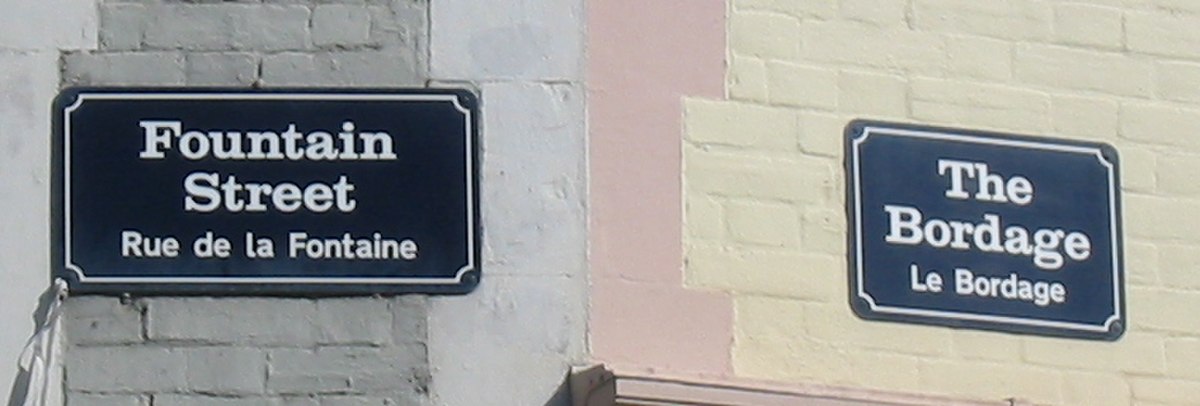 Fountain
Street
Rue de la Fontaine
The
Bordage
Le Bordage